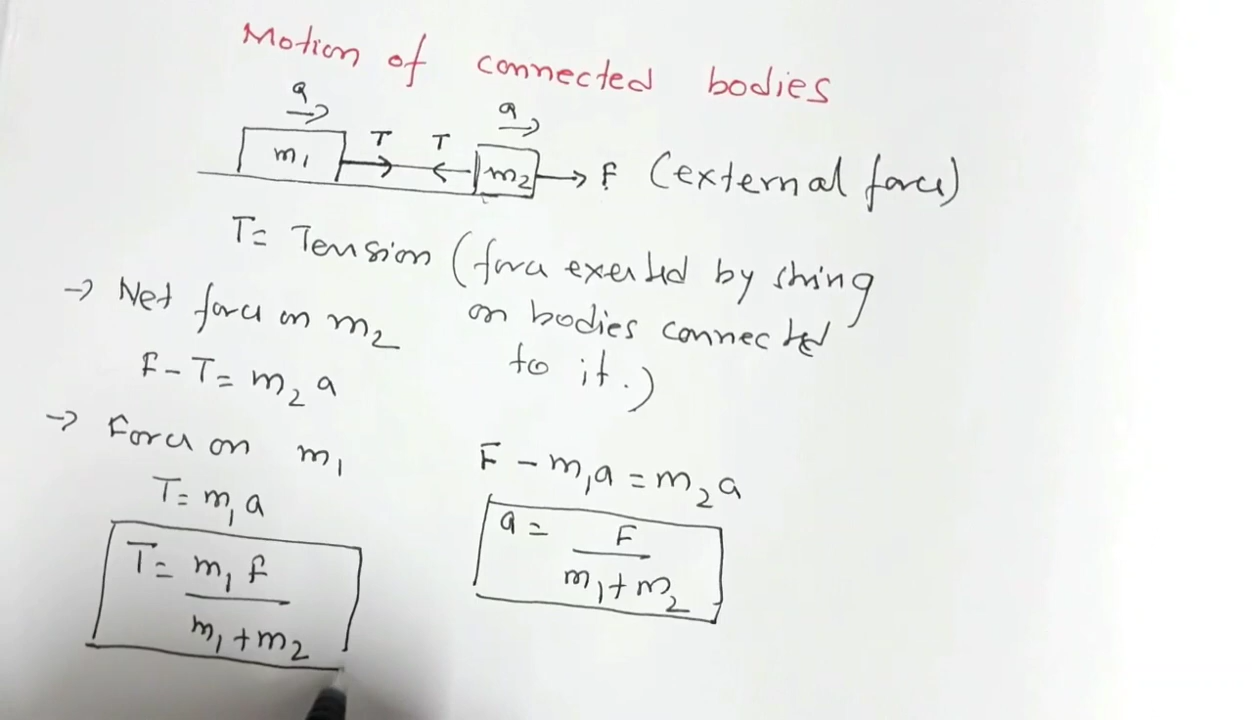 Motion of connected bodies
a a
m₁ T T m₂ F (external force)
T= Tension (force exerted by string
on bodies connected
to it.)
→ Net force on m₂
F-T= m₂ a
→ Force on m₁
T= m₁ a
T= m₁ F
m₁+m₂
F - m₁a = m₂ a
a = F
m₁+m₂